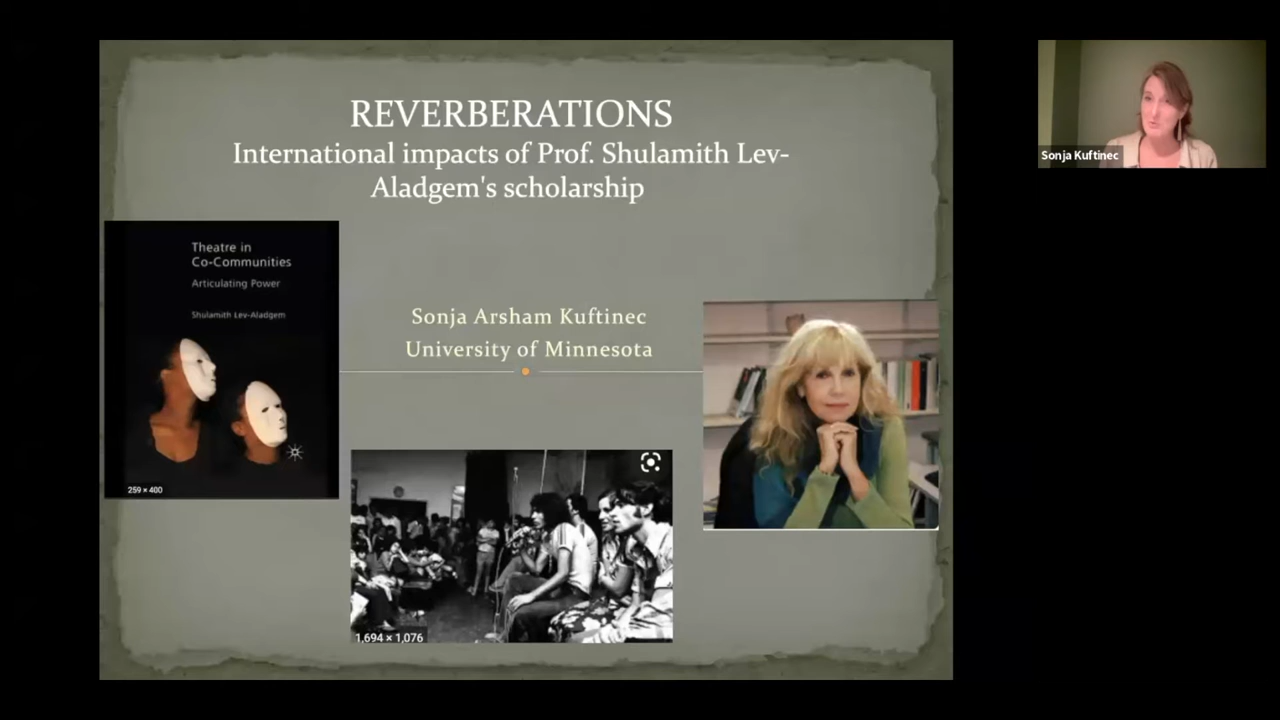 REVERBERATIONS
International impacts of Prof. Shulamith Lev-
Aladgem's scholarship
Theatre in
Co-Communities
Articulating Power
Shulamith Lev-Aladgem
259 × 400
Sonja Arsham Kuftinec
University of Minnesota
1,694 × 1,076
Sonja Kuftinec